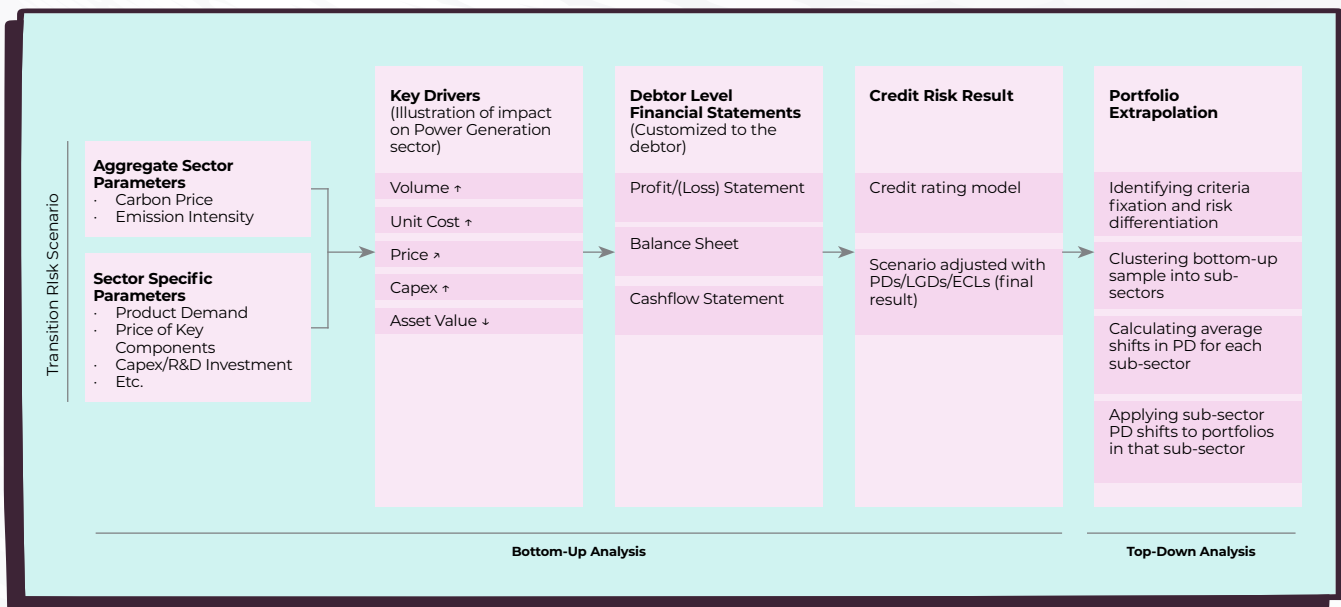 Transition Risk Scenario
Aggregate Sector
Parameters
· Carbon Price
· Emission Intensity
Sector Specific
Parameters
· Product Demand
· Price of Key
Components
· Capex/R&D Investment
· Etc.
Key Drivers
(Illustration of impact
on Power Generation
sector)
Volume ↑
Unit Cost ↑
Price ↗
Capex ↑
Asset Value ↓
Debtor Level
Financial Statements
(Customized to the
debtor)
Profit/(Loss) Statement
Balance Sheet
Cashflow Statement
Credit Risk Result
Credit rating model
Scenario adjusted with
PDs/LGDs/ECLs (final
result)
Portfolio
Extrapolation
Identifying criteria
fixation and risk
differentiation
Clustering bottom-up
sample into sub-
sectors
Calculating average
shifts in PD for each
sub-sector
Applying sub-sector
PD shifts to portfolios
in that sub-sector
Bottom-Up Analysis
Top-Down Analysis